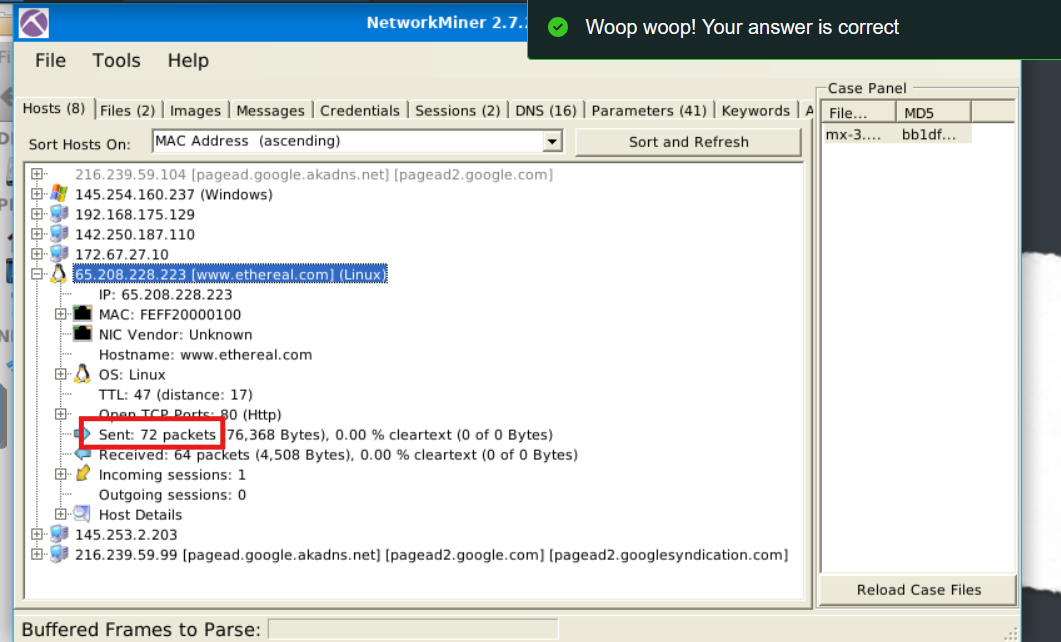 NetworkMiner 2.7.2
Woop woop! Your answer is correct
File Tools Help
Hosts (8) Files (2) Images Messages Credentials Sessions (2) DNS (16) Parameters (41) Keywords A
Case Panel
Sort Hosts On: MAC Address (ascending) Sort and Refresh
File... MD5
mx-3.... bb1df...
216.239.59.104 [pagead.google.akadns.net] [pagead2.google.com]
145.254.160.237 (Windows)
192.168.175.129
142.250.187.110
172.67.27.10
65.208.228.223 [www.ethereal.com] (Linux)
IP: 65.208.228.223
MAC: FEFF20000100
NIC Vendor: Unknown
Hostname: www.ethereal.com
OS: Linux
TTL: 47 (distance: 17)
Open TCP Ports: 80 (Http)
Sent: 72 packets (76,368 Bytes), 0.00 % cleartext (0 of 0 Bytes)
Received: 64 packets (4,508 Bytes), 0.00 % cleartext (0 of 0 Bytes)
Incoming sessions: 1
Outgoing sessions: 0
Host Details
145.253.2.203
216.239.59.99 [pagead.google.akadns.net] [pagead2.google.com] [pagead2.googlesyndication.com]
Reload Case Files
Buffered Frames to Parse: